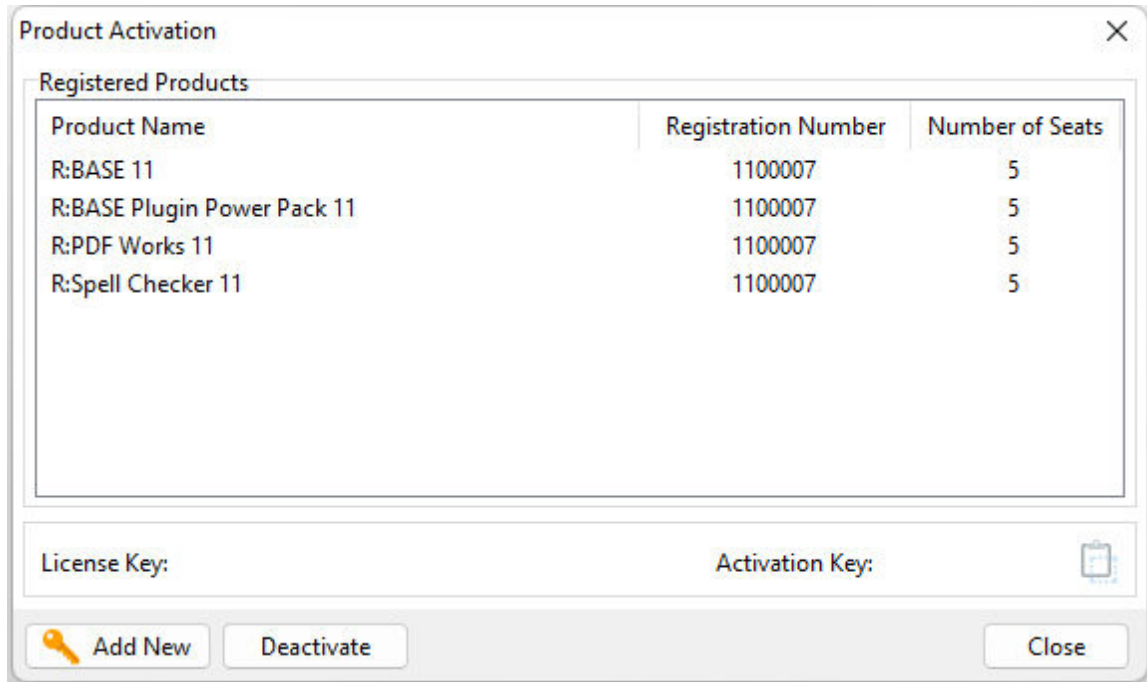 Product Activation
Registered Products
Product Name Registration Number Number of Seats
R:BASE 11 1100007 5
R:BASE Plugin Power Pack 11 1100007 5
R:PDF Works 11 1100007 5
R:Spell Checker 11 1100007 5
License Key: Activation Key:
Add New Deactivate Close